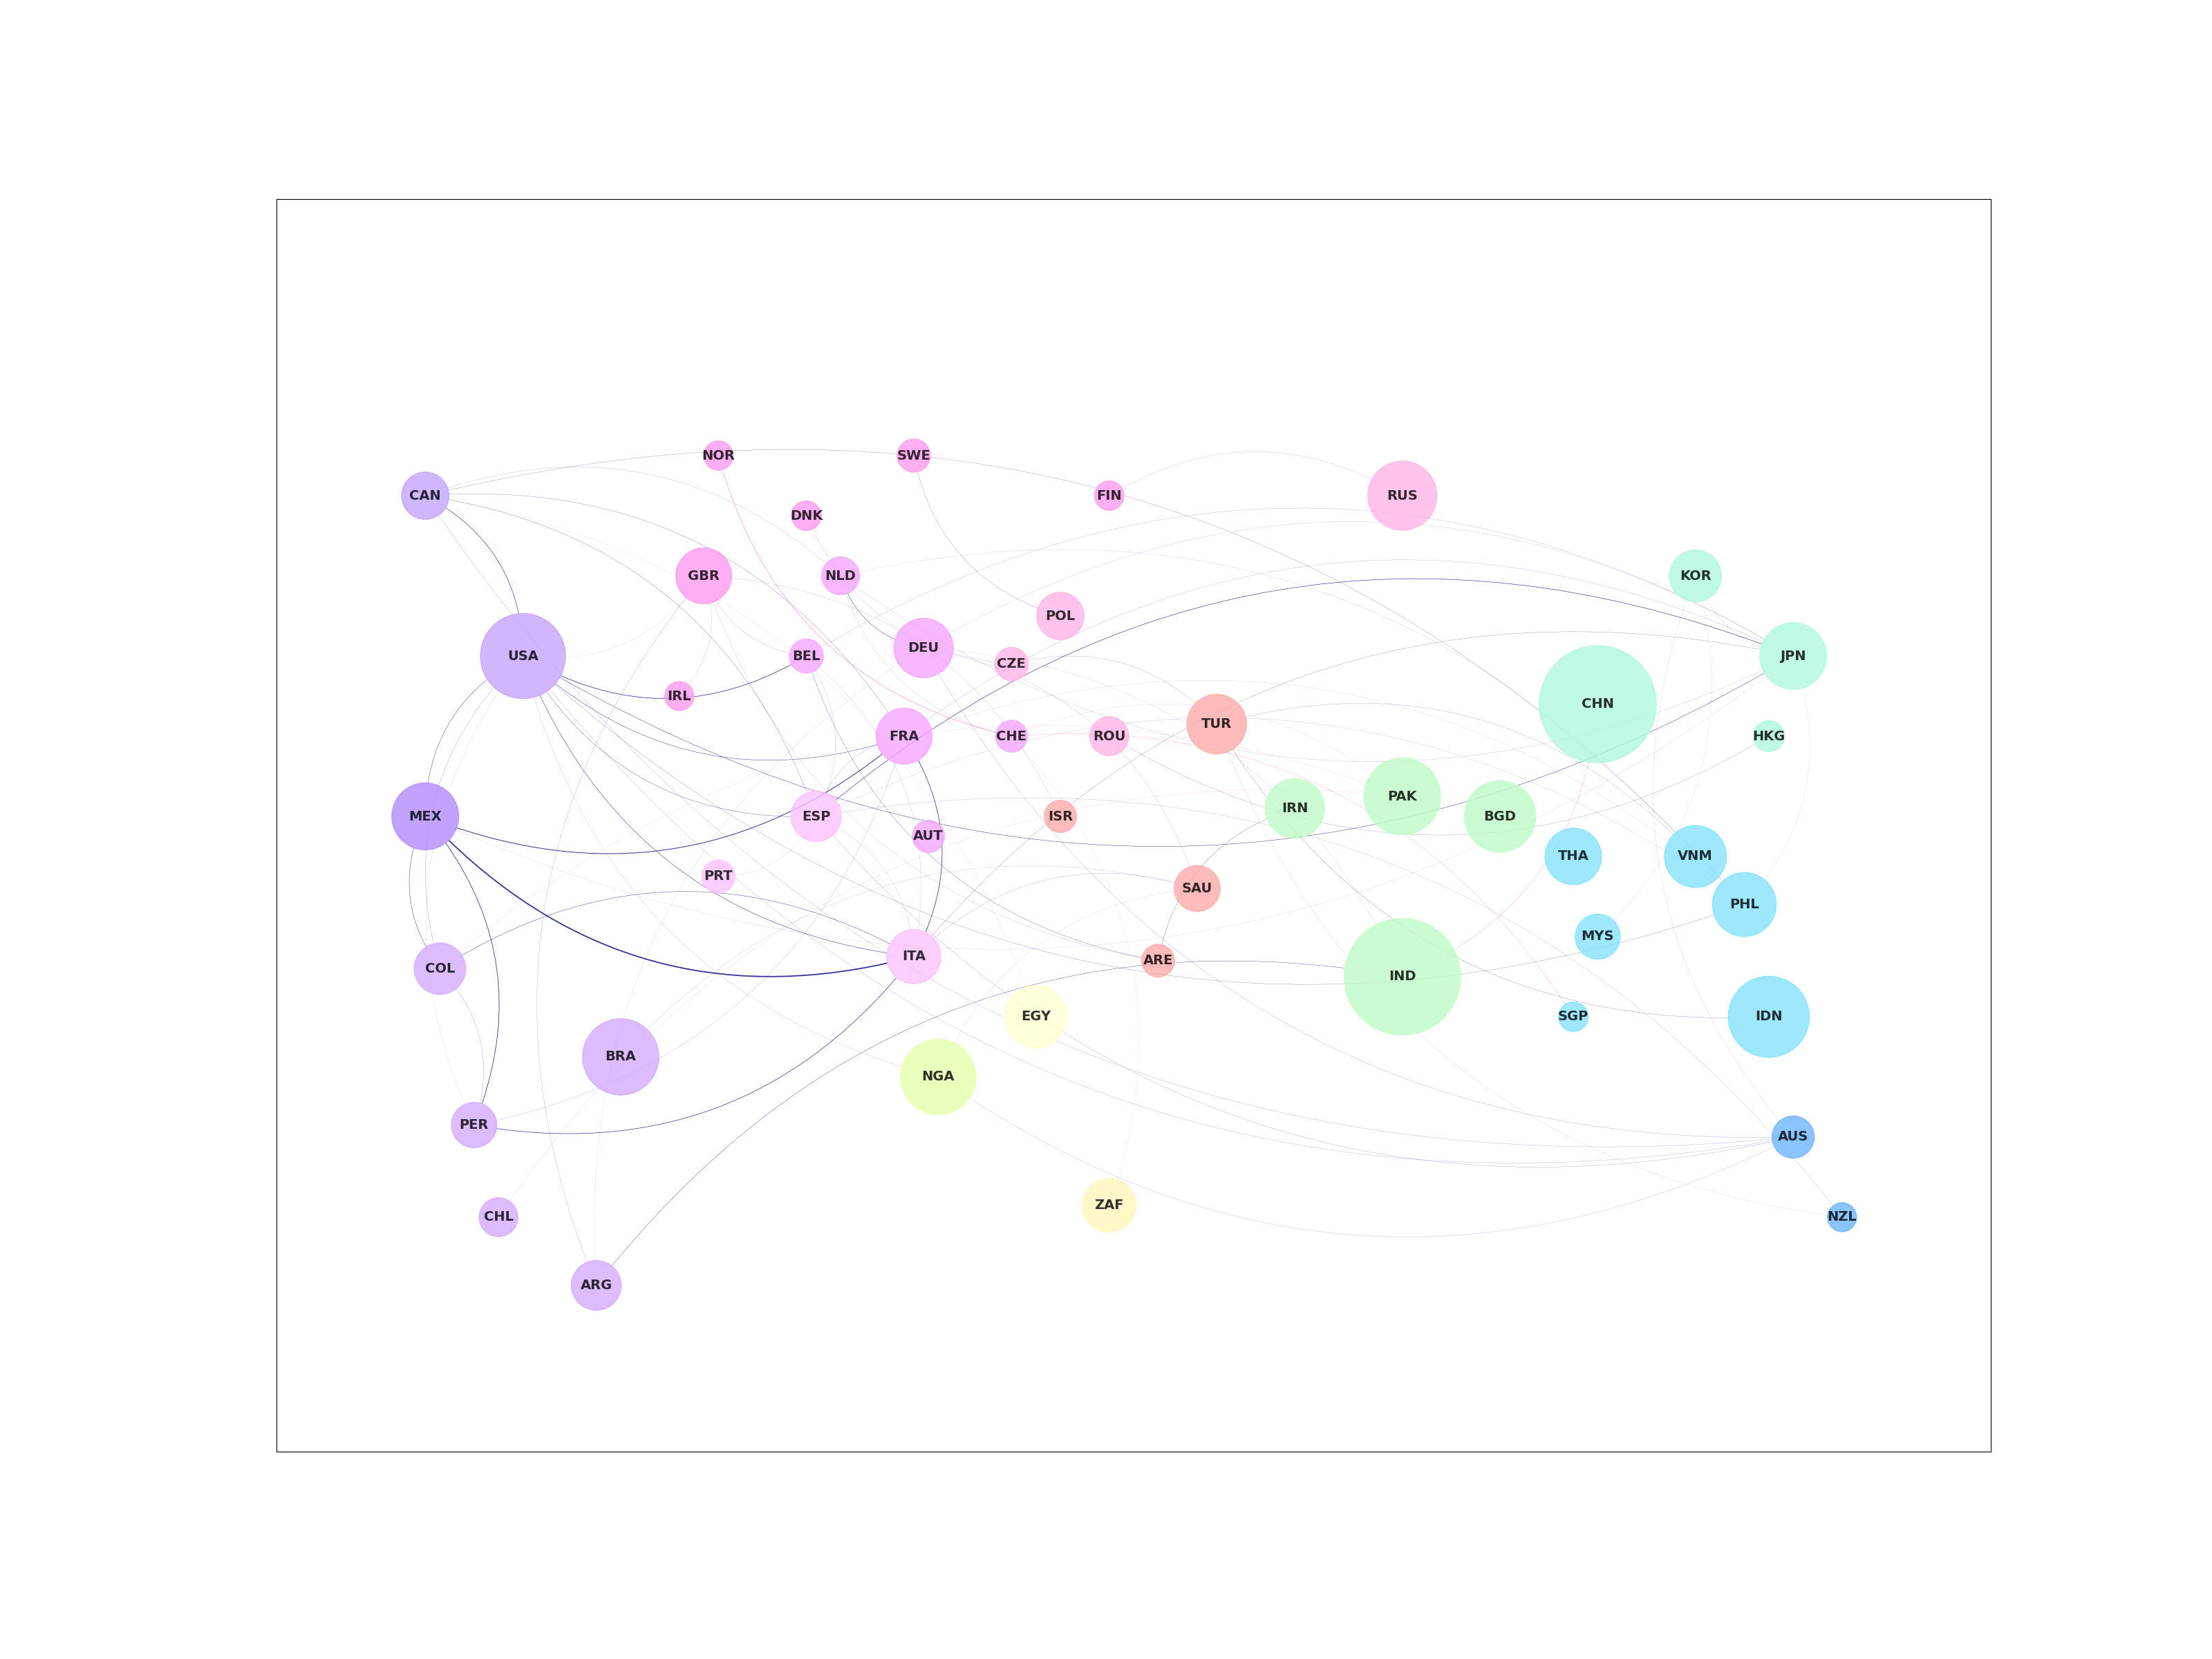 NOR
SWE
CAN
FIN
RUS
DNK
GBR
NLD
KOR
POL
DEU
USA
BEL
CZE
JPN
IRL
CHN
TUR
FRA
CHE
ROU
HKG
PAK
IRN
MEX
ESP
ISR
BGD
AUT
THA
VNM
PRT
SAU
PHL
MYS
ITA
ARE
COL
IND
EGY
SGP
IDN
BRA
NGA
PER
AUS
ZAF
CHL
NZL
ARG